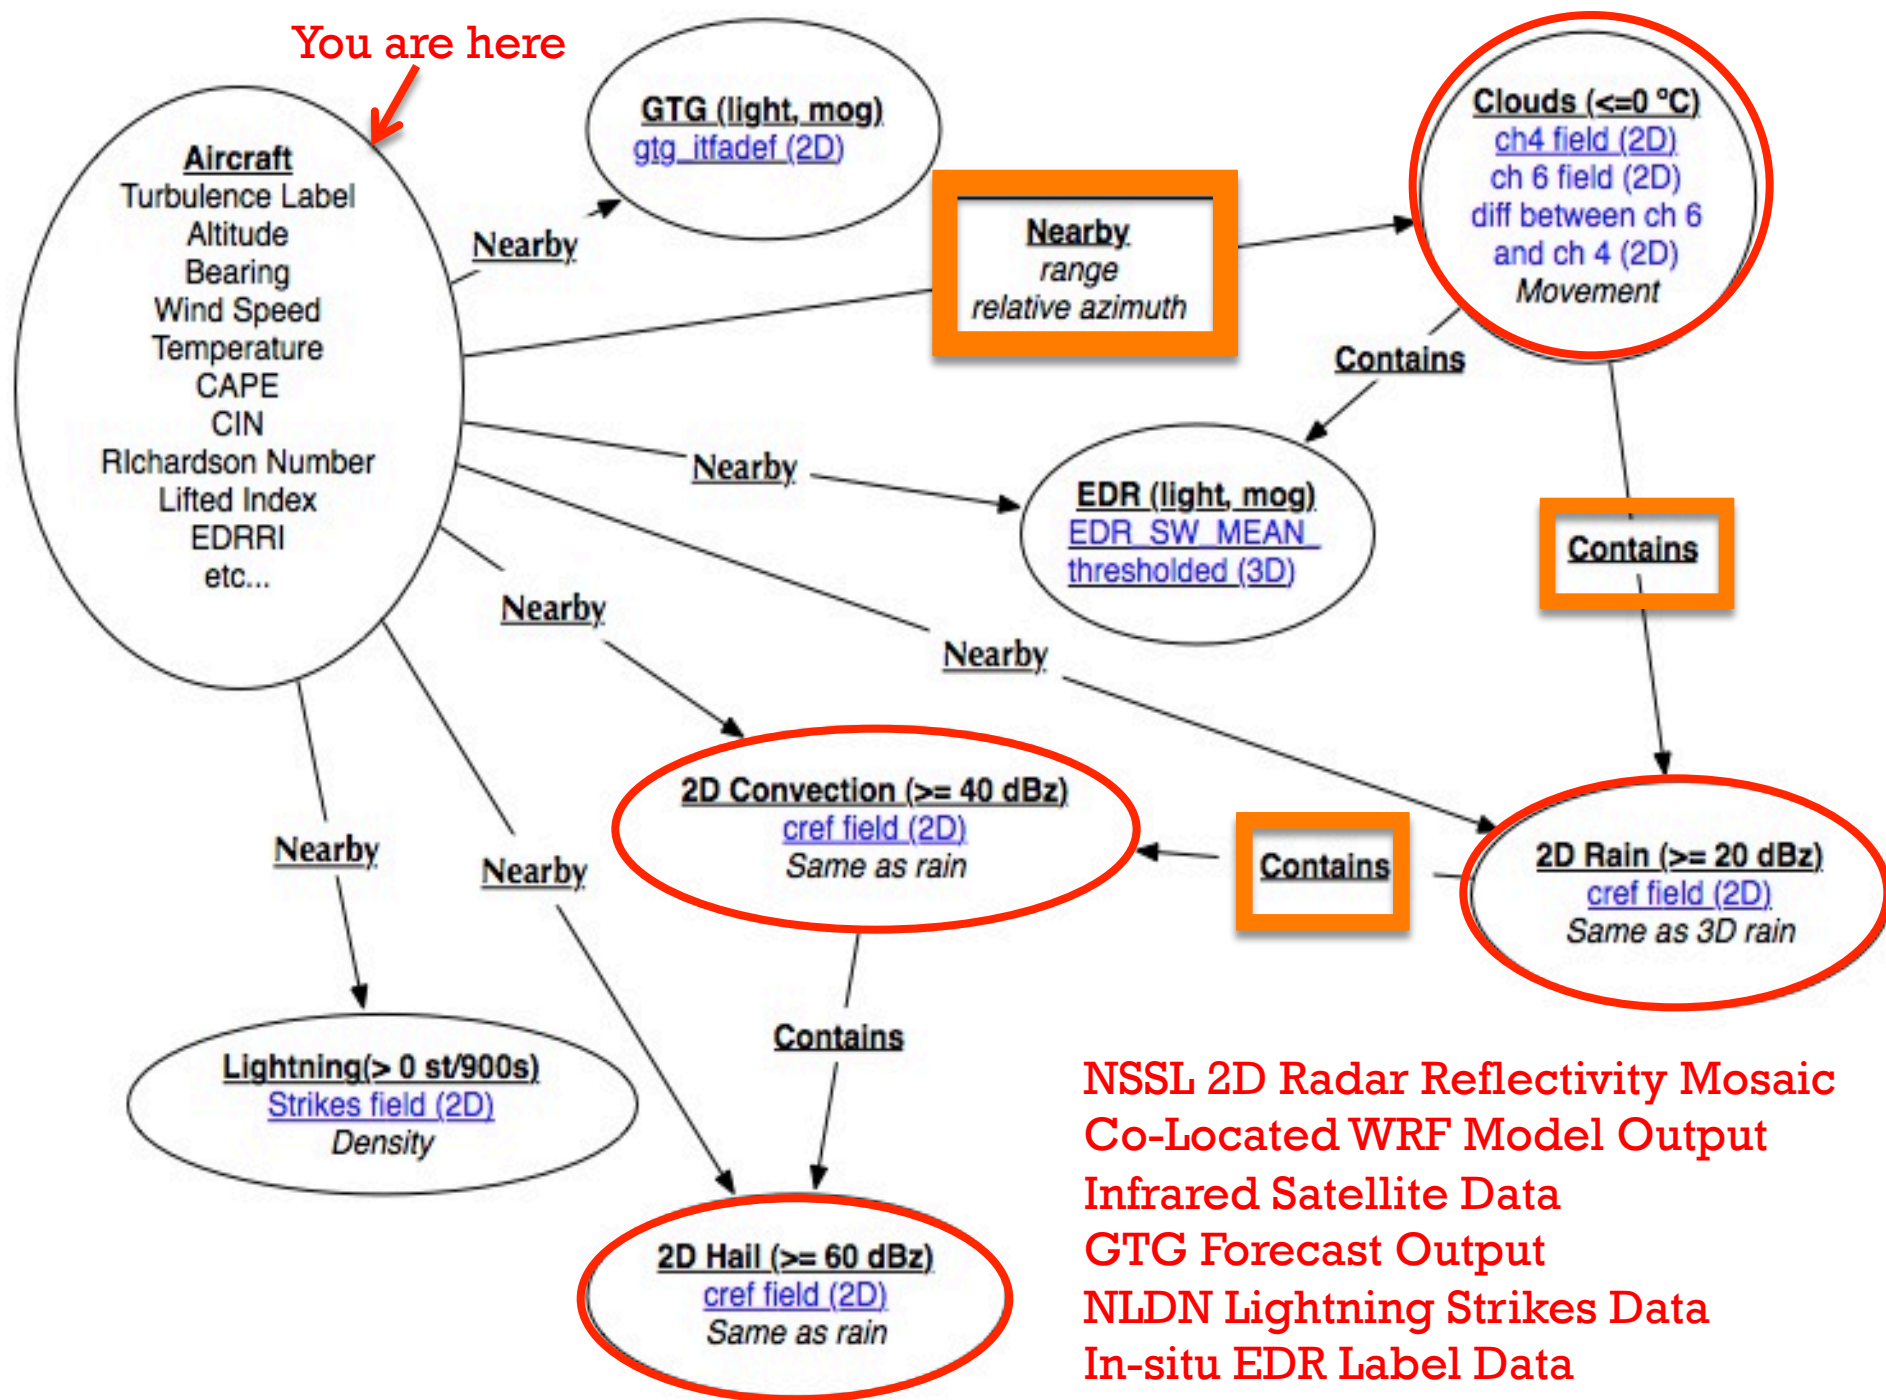 You are here
Aircraft
Turbulence Label
Altitude
Bearing
Wind Speed
Temperature
CAPE
CIN
RIchardson Number
Lifted Index
EDRRI
etc...
GTG (light, mog)
gtg_itfadef (2D)
Nearby
Nearby
range
relative azimuth
Clouds (<=0 ºC)
ch4 field (2D)
ch 6 field (2D)
diff between ch 6
and ch 4 (2D)
Movement
Contains
Nearby
EDR (light, mog)
EDR_SW_MEAN_
thresholded (3D)
Contains
Nearby
Nearby
2D Convection (>= 40 dBz)
cref field (2D)
Same as rain
Contains
2D Rain (>= 20 dBz)
cref field (2D)
Same as 3D rain
Nearby
Nearby
Contains
Lightning(> 0 st/900s)
Strikes field (2D)
Density
2D Hail (>= 60 dBz)
cref field (2D)
Same as rain
NSSL 2D Radar Reflectivity Mosaic
Co-Located WRF Model Output
Infrared Satellite Data
GTG Forecast Output
NLDN Lightning Strikes Data
In-situ EDR Label Data